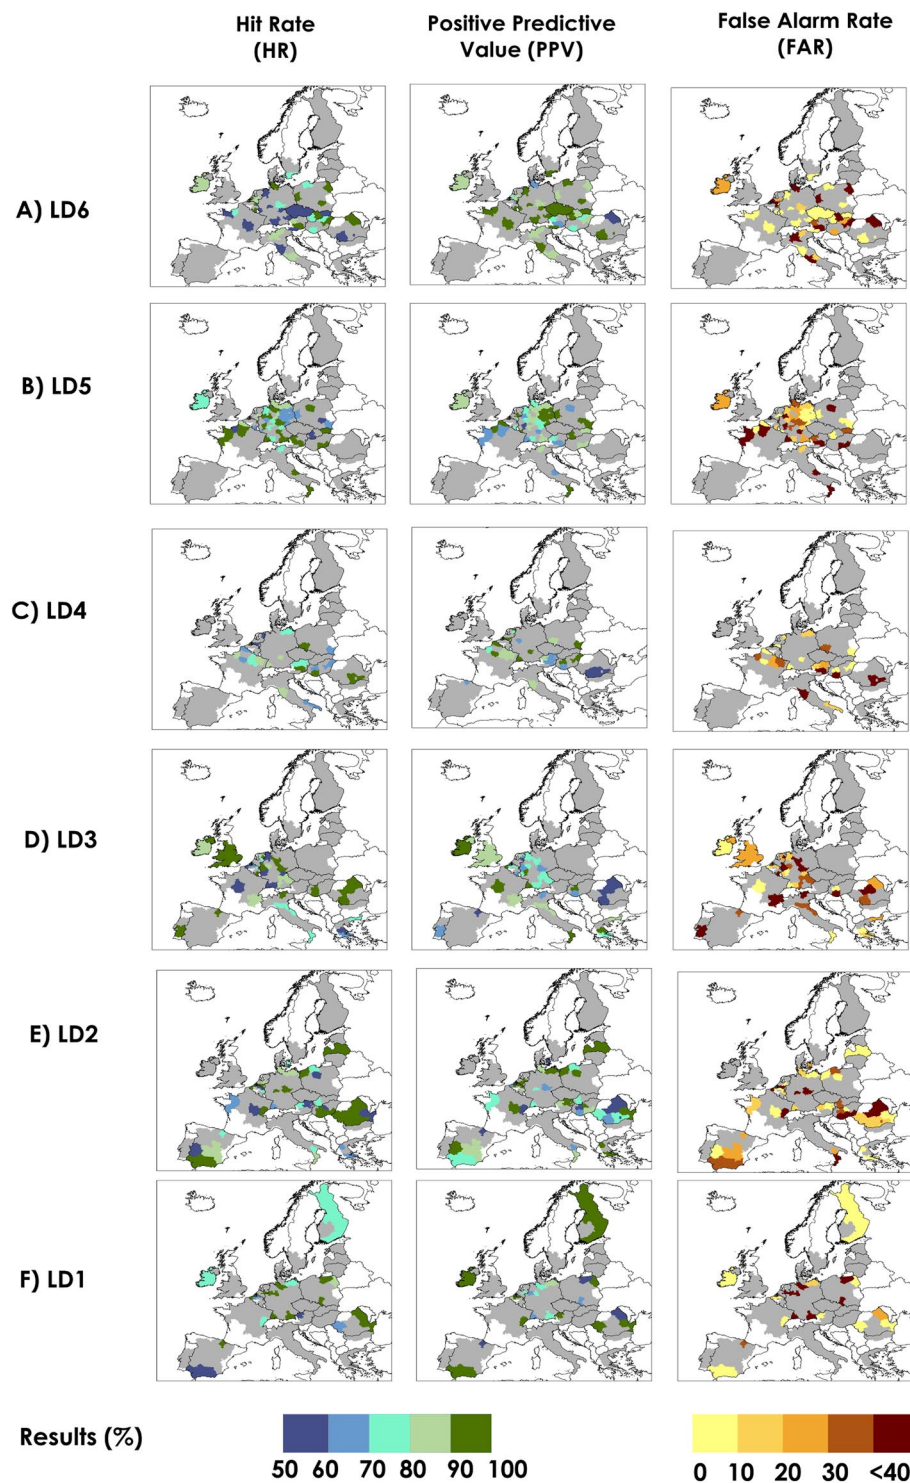 Hit Rate
(HR)
Positive Predictive
Value (PPV)
False Alarm Rate
(FAR)
A) LD6
B) LD5
C) LD4
D) LD3
E) LD2
F) LD1
Results (%)
50 60 70 80 90 100
0 10 20 30 <40